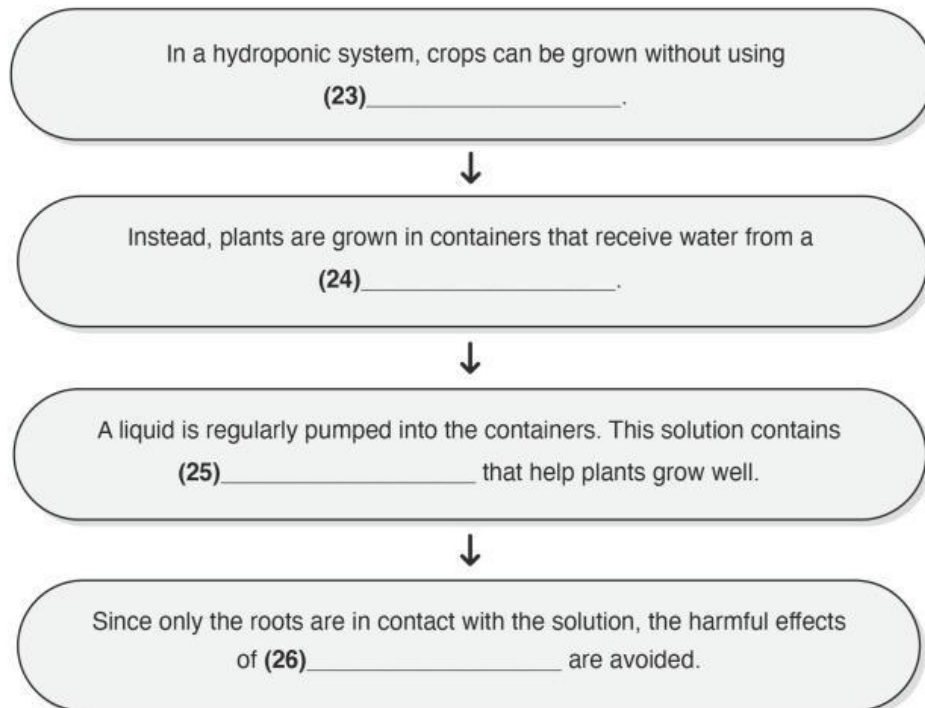 In a hydroponic system, crops can be grown without using
(23)____________________.
↓
Instead, plants are grown in containers that receive water from a
(24)____________________.
↓
A liquid is regularly pumped into the containers. This solution contains
(25)____________________ that help plants grow well.
↓
Since only the roots are in contact with the solution, the harmful effects
of (26)____________________ are avoided.